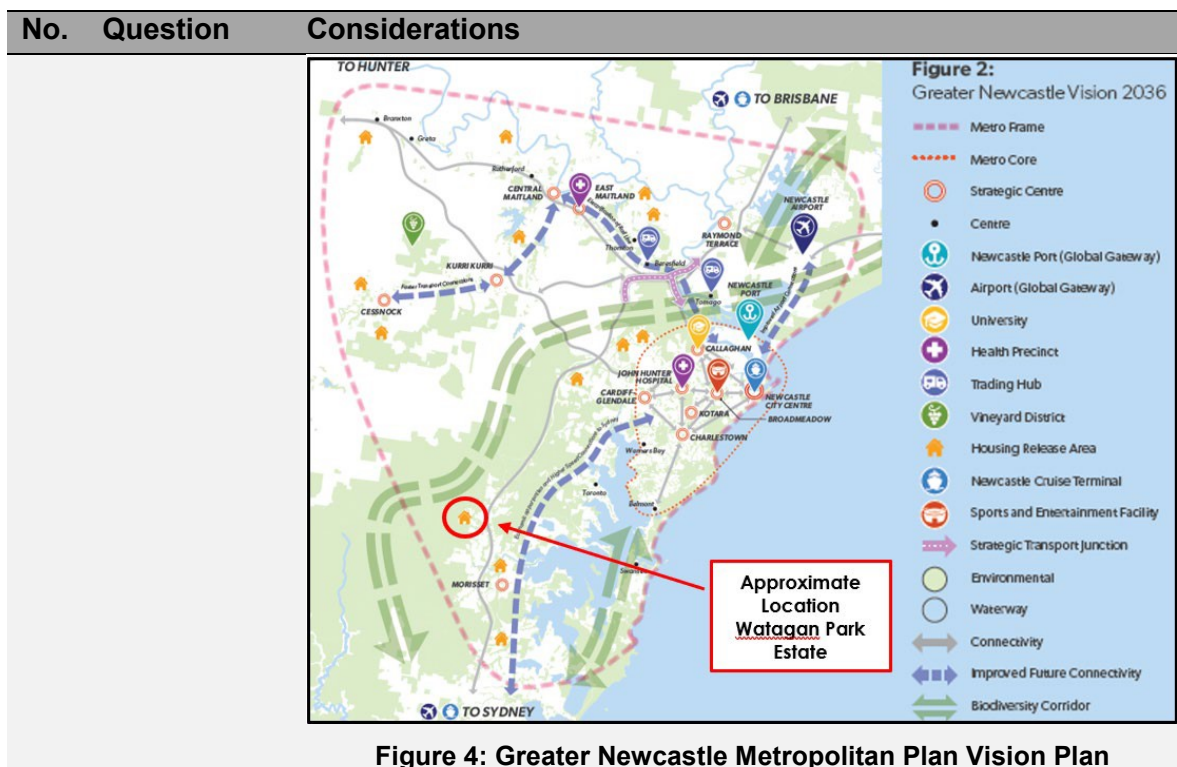 No. Question Considerations
TO HUNTER
TO BRISBANE
Branxton
Greta
Rutherford
CENTRAL
MAITLAND
EAST
MAITLAND
Thornton
Beresfield
RAYMOND
TERRACE
NEWCASTLE
AIRPORT
KURRI KURRI
CESSNOCK
Tomago
NEWCASTLE
PORT
CALLAGHAN
JOHN HUNTER
HOSPITAL
CARDIFF-
GLENDALE
NEWCASTLE
CITY CENTRE
BROADMEADOW
KOTARA
CHARLESTOWN
Warners Bay
Toronto
Belmont
MORISSET
TO SYDNEY
Approximate
Location
Watagan Park
Estate
Figure 2:
Greater Newcastle Vision 2036
Metro Frame
Metro Core
Strategic Centre
Centre
Newcastle Port (Global Gateway)
Airport (Global Gateway)
University
Health Precinct
Trading Hub
Vineyard District
Housing Release Area
Newcastle Cruise Terminal
Sports and Entertainment Facility
Strategic Transport Junction
Environmental
Waterway
Connectivity
Improved Future Connectivity
Biodiversity Corridor
Figure 4: Greater Newcastle Metropolitan Plan Vision Plan